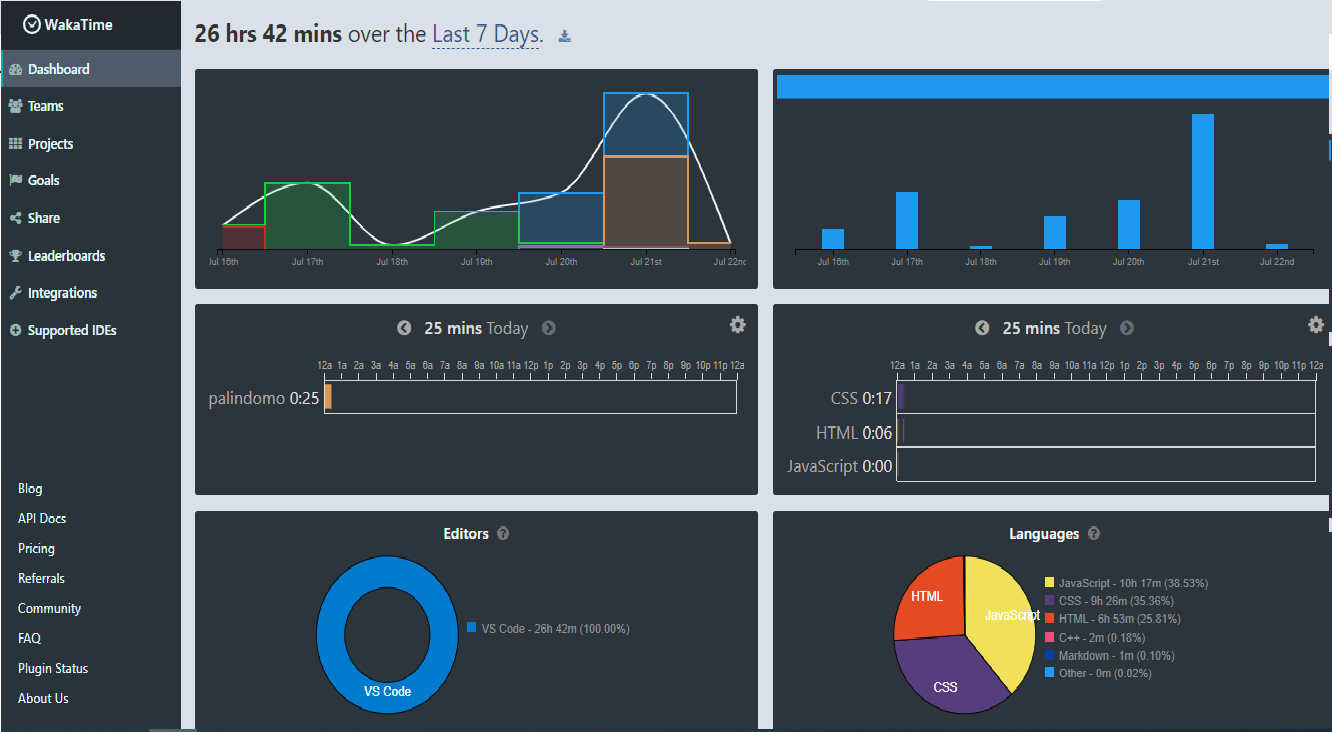 WakaTime
Dashboard
Teams
Projects
Goals
Share
Leaderboards
Integrations
Supported IDEs
Blog
API Docs
Pricing
Referrals
Community
FAQ
Plugin Status
About Us
26 hrs 42 mins over the Last 7 Days.
Jul 16th Jul 17th Jul 18th Jul 19th Jul 20th Jul 21st Jul 22nd
Jul 16th Jul 17th Jul 18th Jul 19th Jul 20th Jul 21st Jul 22nd
25 mins Today
12a 1a 2a 3a 4a 5a 6a 7a 8a 9a 10a 11a 12p 1p 2p 3p 4p 5p 6p 7p 8p 9p 10p 11p 12a
palindomo 0:25
25 mins Today
12a 1a 2a 3a 4a 5a 6a 7a 8a 9a 10a 11a 12p 1p 2p 3p 4p 5p 6p 7p 8p 9p 10p 11p 12a
CSS 0:17
HTML 0:06
JavaScript 0:00
Editors
VS Code
VS Code - 26h 42m (100.00%)
Languages
HTML
JavaScript
CSS
JavaScript - 10h 17m (38.53%)
CSS - 9h 26m (35.36%)
HTML - 6h 53m (25.81%)
C++ - 2m (0.18%)
Markdown - 1m (0.10%)
Other - 0m (0.02%)